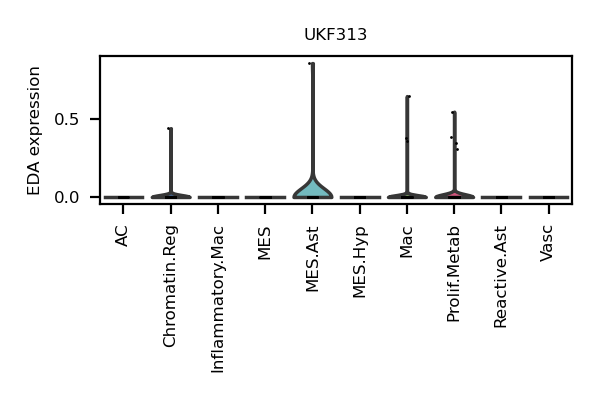 UKF313
EDA expression
0.5
0.0
AC
Chromatin.Reg
Inflammatory.Mac
MES
MES.Ast
MES.Hyp
Mac
Prolif.Metab
Reactive.Ast
Vasc